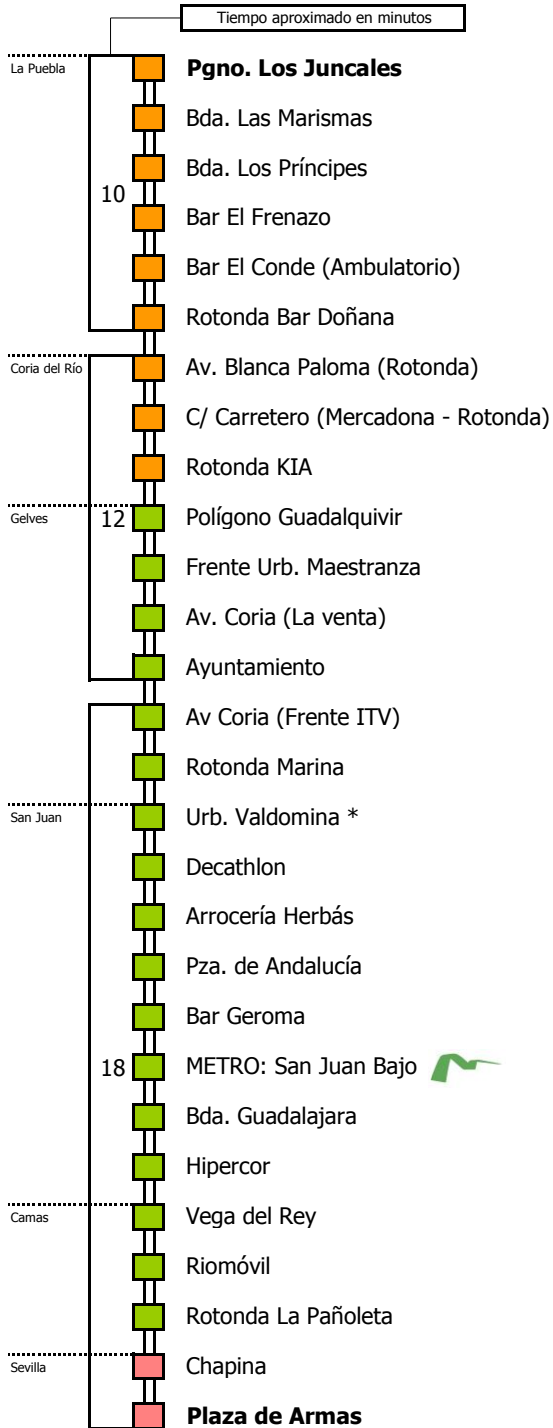 Tiempo aproximado en minutos
La Puebla
Pgno. Los Juncales
Bda. Las Marismas
Bda. Los Príncipes
10
Bar El Frenazo
Bar El Conde (Ambulatorio)
Rotonda Bar Doñana
Coria del Río
Av. Blanca Paloma (Rotonda)
C/ Carretero (Mercadona - Rotonda)
Rotonda KIA
Gelves
12
Polígono Guadalquivir
Frente Urb. Maestranza
Av. Coria (La venta)
Ayuntamiento
Av Coria (Frente ITV)
Rotonda Marina
San Juan
Urb. Valdomina *
Decathlon
Arrocería Herbás
Pza. de Andalucía
Bar Geroma
18
METRO: San Juan Bajo
Bda. Guadalajara
Hipercor
Camas
Vega del Rey
Riomóvil
Rotonda La Pañoleta
Sevilla
Chapina
Plaza de Armas